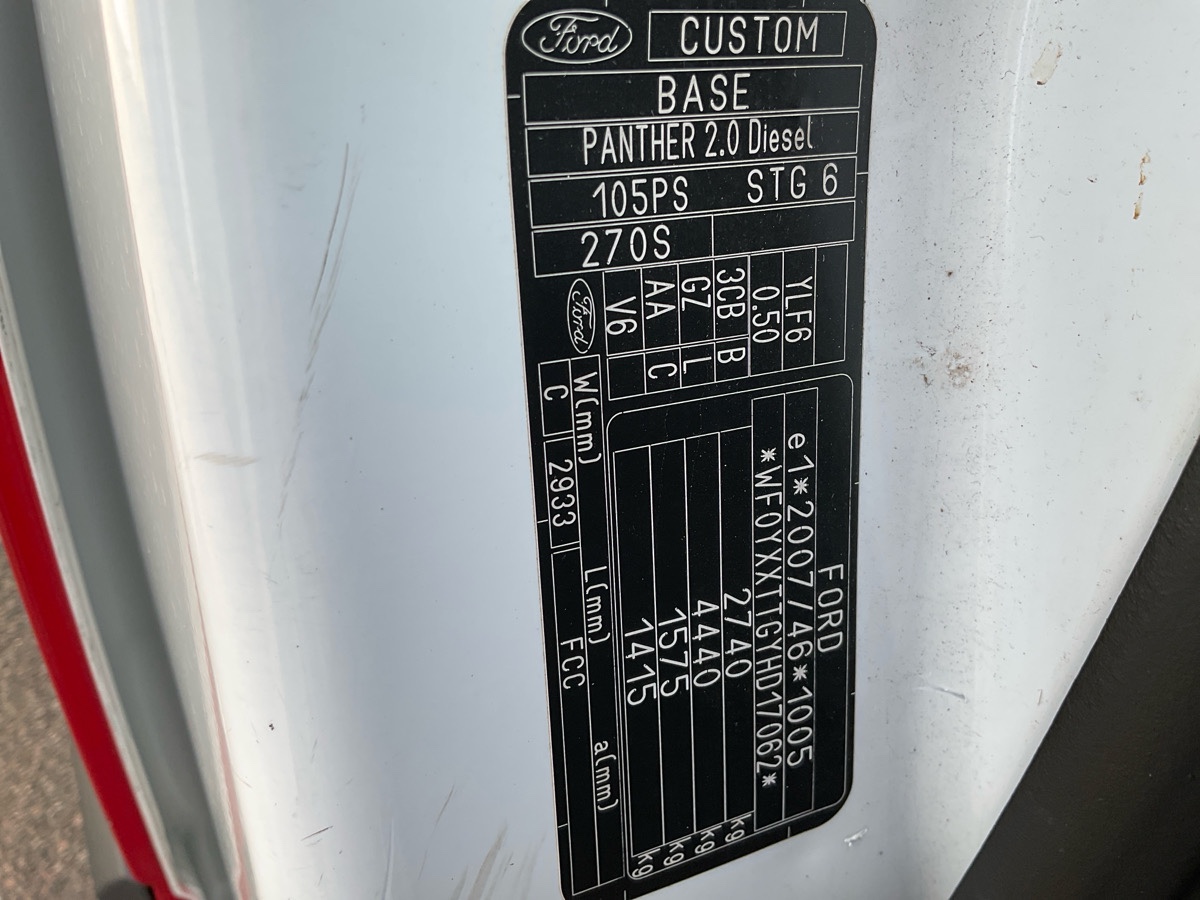 Ford CUSTOM
BASE
PANTHER 2.0 Diesel
105PS STG 6
270S
YLF6
0.50
3CB B
GZ L
AA C
V6
Ford
FORD
e1*2007/46*1005
*WF0YXXTTGYHD17062*
2740 kg
4440 kg
1575 kg
1415 kg
W(mm) L(mm) a(mm)
C 2933 FCC